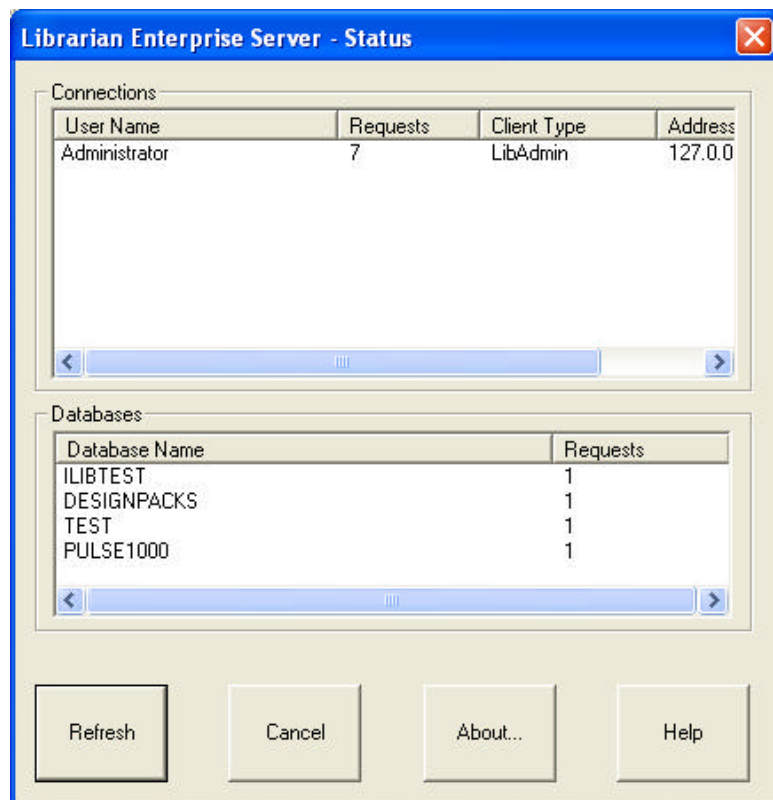 Librarian Enterprise Server - Status
Connections
User Name Requests Client Type Address
Administrator 7 LibAdmin 127.0.0
Databases
Database Name Requests
ILIBTEST 1
DESIGNPACKS 1
TEST 1
PULSE1000 1
Refresh Cancel About... Help